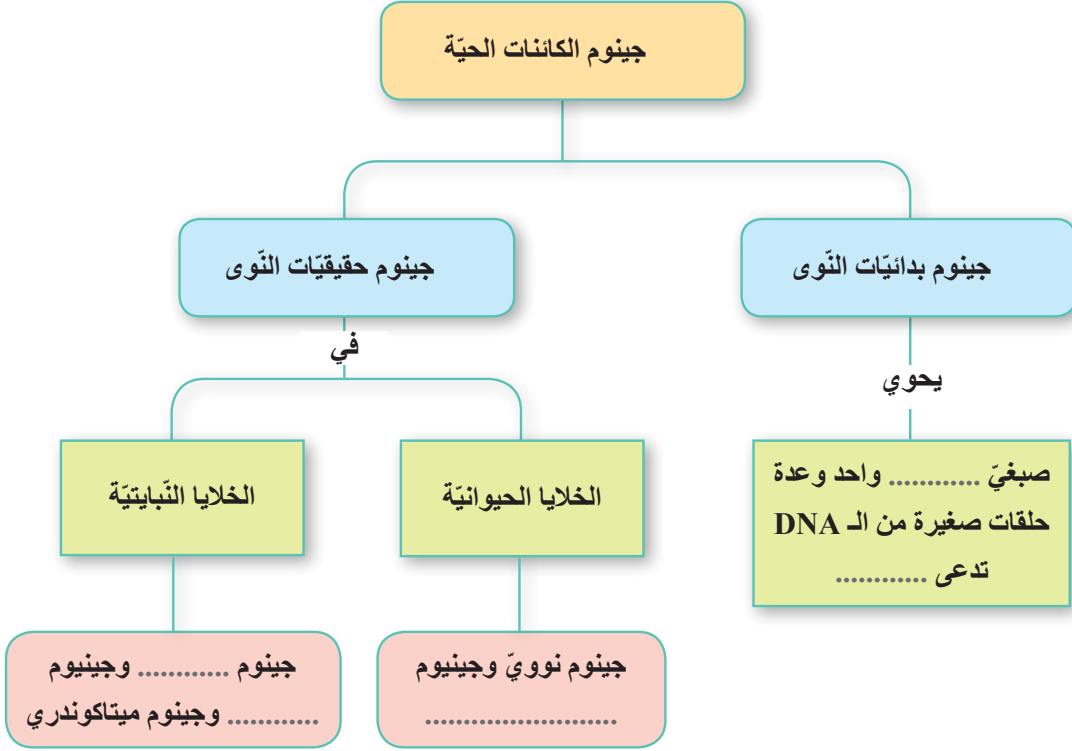 جينوم الكائنات الحيّة
جينوم بدائيّات النّوى
جينوم حقيقيّات النّوى
يحوي
في
صبغيّ ............ واحد وعدة
حلقات صغيرة من الـ DNA
تدعى ............
الخلايا الحيوانيّة
الخلايا النّبايتيّة
جينوم نوويّ وجينيوم
.........................
جينوم ............ وجينيوم
............ وجينوم ميتاكوندري